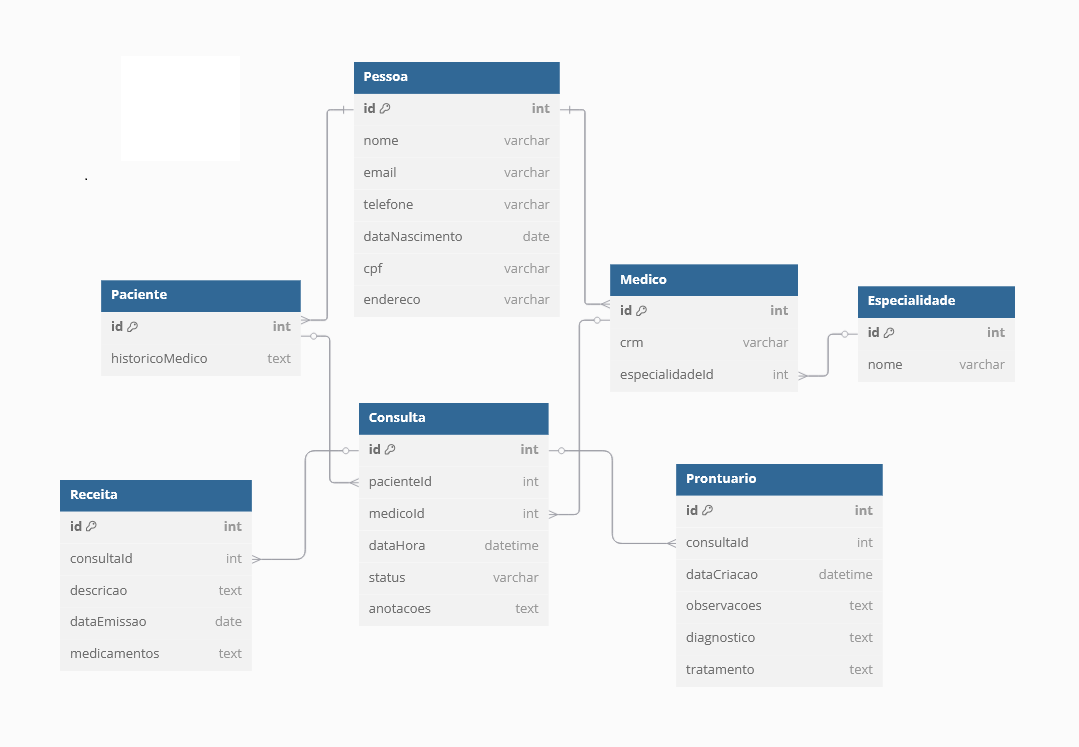 Pessoa
id int
nome varchar
email varchar
telefone varchar
dataNascimento date
cpf varchar
endereco varchar
.
Paciente
id int
historicoMedico text
Medico
id int
crm varchar
especialidadeId int
Especialidade
id int
nome varchar
Consulta
id int
pacienteId int
medicoId int
dataHora datetime
status varchar
anotacoes text
Receita
id int
consultaId int
descricao text
dataEmissao date
medicamentos text
Prontuario
id int
consultaId int
dataCriacao datetime
observacoes text
diagnostico text
tratamento text